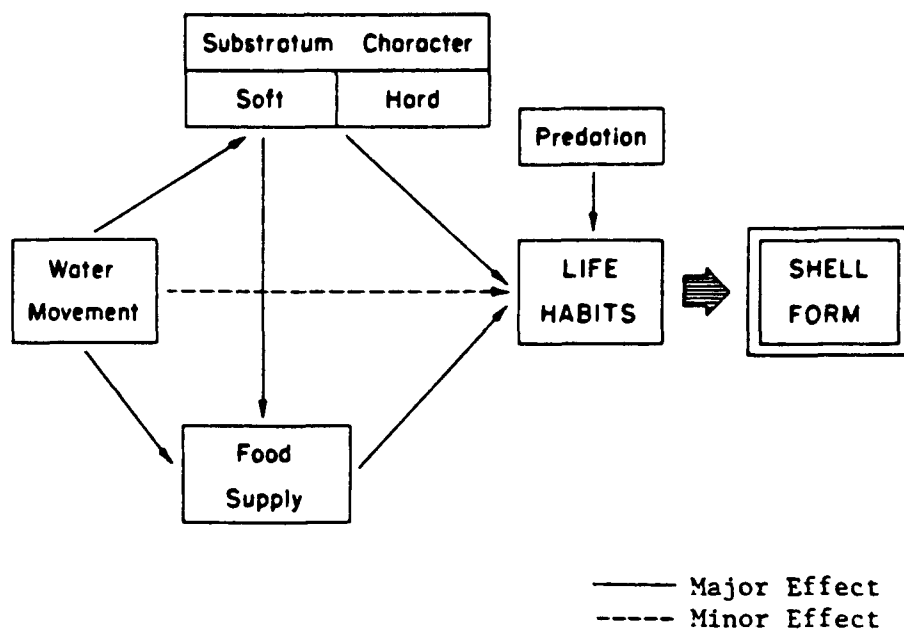 Substratum Character
Soft Hard
Predation
Water
Movement
LIFE
HABITS
SHELL
FORM
Food
Supply
Major Effect
Minor Effect